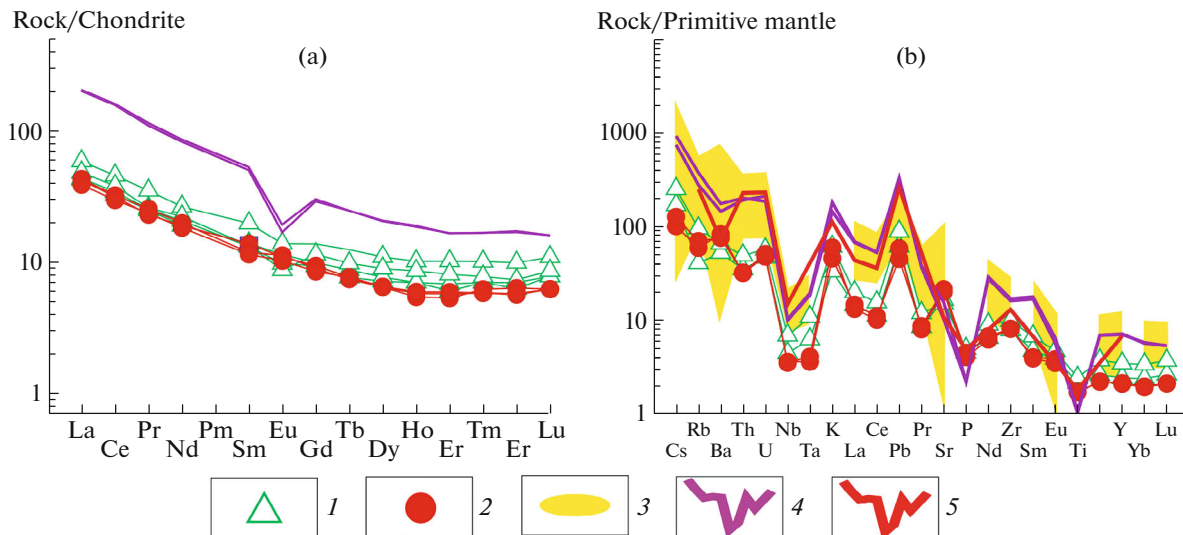 Rock/Chondrite
Rock/Primitive mantle
(a)
(b)
100
10
1
1000
100
10
1
La Pr Pm Eu Tb Ho Tm Lu
Ce Nd Sm Gd Dy Er Er
Rb Th Nb K Ce Pr P Zr Eu Y Lu
Cs Ba U Ta La Pb Sr Nd Sm Ti Yb
1 2 3 4 5